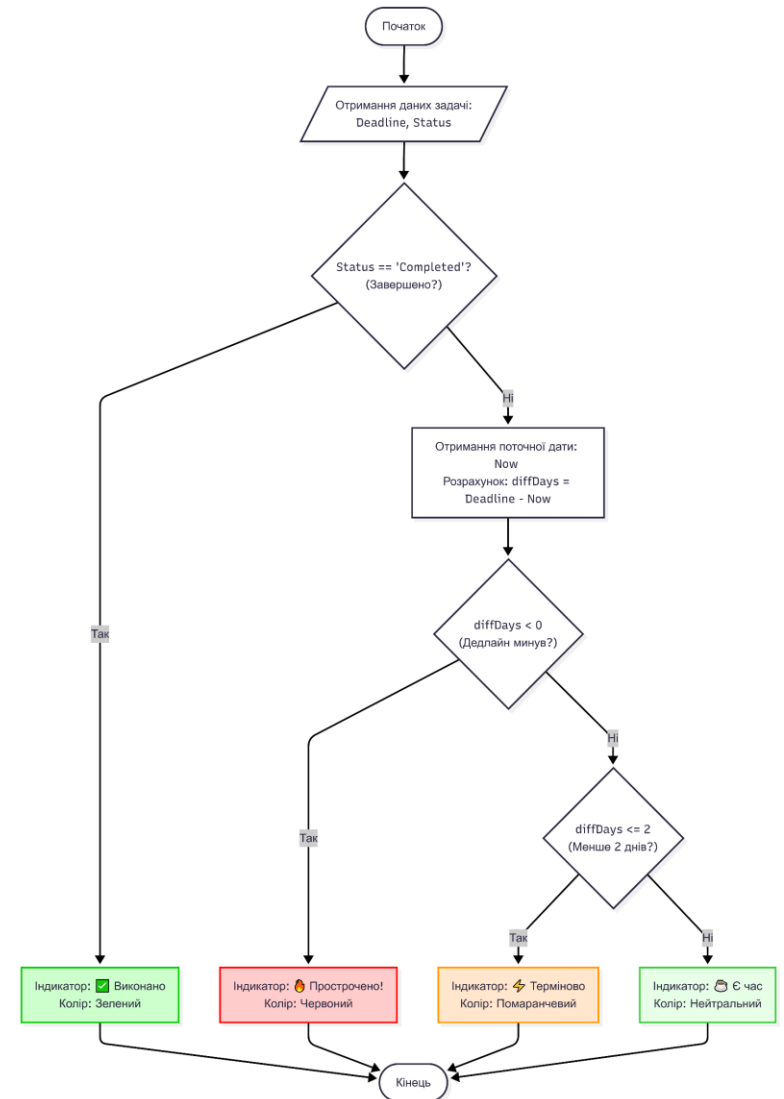 Початок
Отримання даних задачі:
Deadline, Status
Status == 'Completed'?
(Завершено?)
Ні
Отримання поточної дати:
Now
Розрахунок: diffDays =
Deadline - Now
Так
diffDays < 0
(Дедлайн минув?)
Ні
Так
diffDays <= 2
(Менше 2 днів?)
Так
Ні
Індикатор: ✅ Виконано
Колір: Зелений
Індикатор: 🔥 Прострочено!
Колір: Червоний
Індикатор: ⚡ Терміново
Колір: Помаранчевий
Індикатор: ☕ Є час
Колір: Нейтральний
Кінець